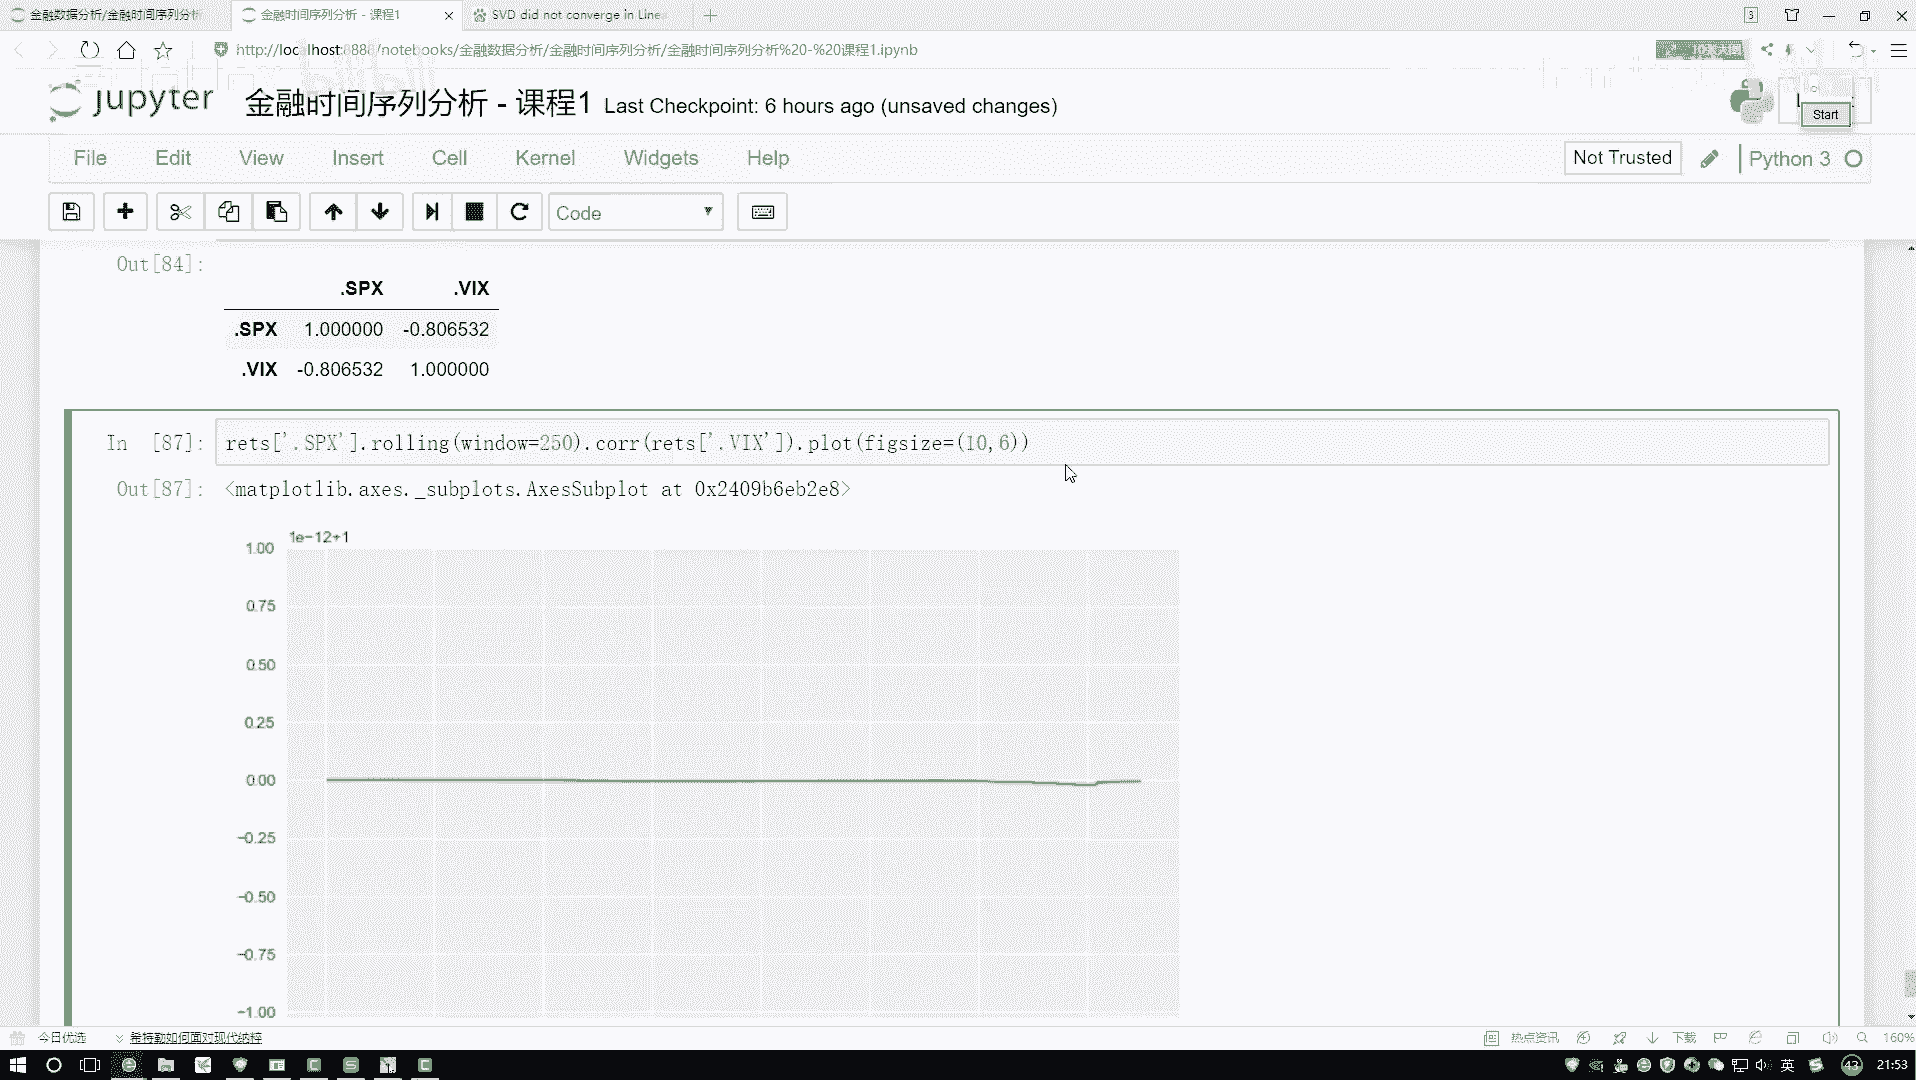 金融数据分析/金融时间序列分析
金融时间序列分析 - 课程1
SVD did not converge in Line
3
http://localhost:8888/notebooks/金融数据分析/金融时间序列分析/金融时间序列分析%20-%20课程1.ipynb
jupyter 金融时间序列分析 - 课程1 Last Checkpoint: 6 hours ago (unsaved changes)
Start
File Edit View Insert Cell Kernel Widgets Help
Not Trusted
Python 3
Code
Out[84]:
.SPX .VIX
.SPX 1.000000 -0.806532
.VIX -0.806532 1.000000
In [87]: rets['.SPX'].rolling(window=250).corr(rets['.VIX']).plot(figsize=(10,6))
Out[87]: <matplotlib.axes._subplots.AxesSubplot at 0x2409b6eb2e8>
1e-12+1
1.00
0.75
0.50
0.25
0.00
-0.25
-0.50
-0.75
-1.00
今日优选
希特勒如何面对现代纳粹
热点资讯
下载
160%
英
43
21:53